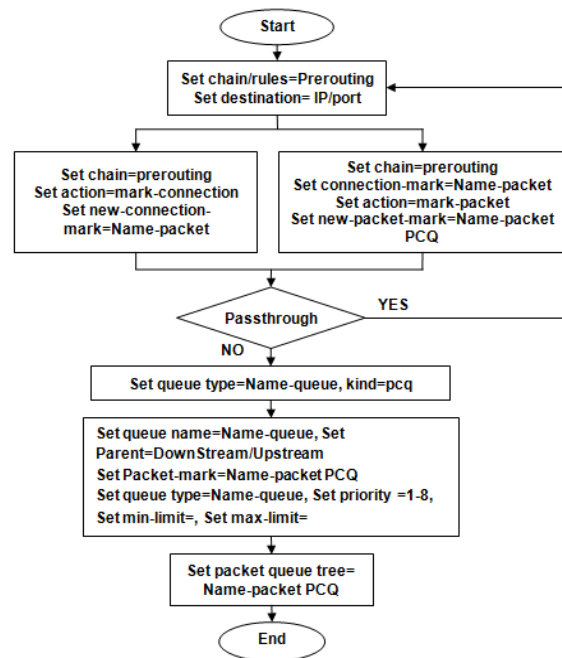 Start
Set chain/rules=Prerouting
Set destination= IP/port
Set chain=prerouting
Set action=mark-connection
Set new-connection-
mark=Name-packet
Set chain=prerouting
Set connection-mark=Name-packet
Set action=mark-packet
Set new-packet-mark=Name-packet
PCQ
Passthrough
YES
NO
Set queue type=Name-queue, kind=pcq
Set queue name=Name-queue, Set
Parent=DownStream/Upstream
Set Packet-mark=Name-packet PCQ
Set queue type=Name-queue, Set priority =1-8,
Set min-limit=, Set max-limit=
Set packet queue tree=
Name-packet PCQ
End